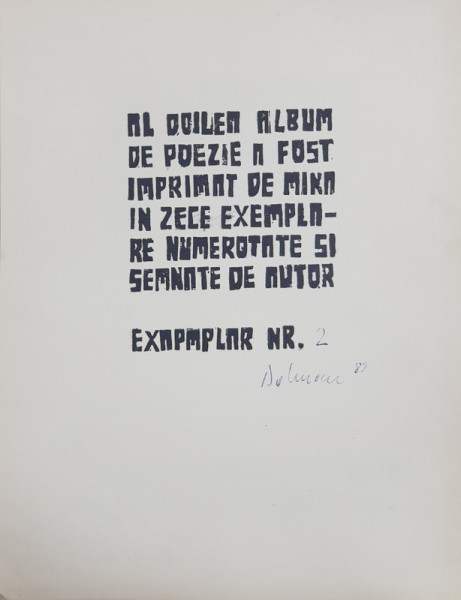 AL DOILEA ALBUM
DE POEZIE A FOST
IMPRIMAT DE MINA
IN ZECE EXEMPLA-
RE NUMEROTATE SI
SEMNATE DE AUTOR
EXAPMPLAR NR. 2